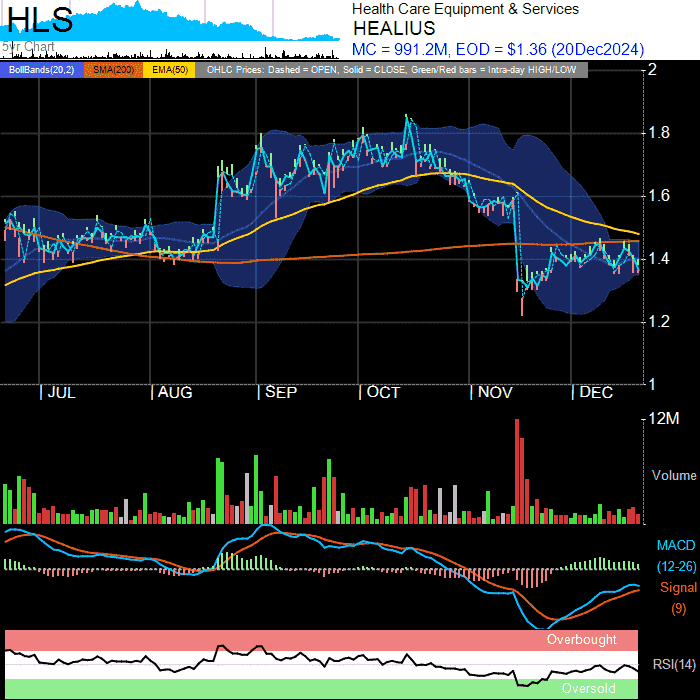 HLS
5yr Chart
Health Care Equipment & Services
HEALIUS
MC = 991.2M, EOD = $1.36 (20Dec2024)
BollBands(20,2) SMA(200) EMA(50) OHLC Prices: Dashed = OPEN, Solid = CLOSE, Green/Red bars = Intra-day HIGH/LOW
2
1.8
1.6
1.4
1.2
1
JUL AUG SEP OCT NOV DEC
12M
Volume
MACD
(12-26)
Signal
(9)
Overbought
RSI(14)
Oversold